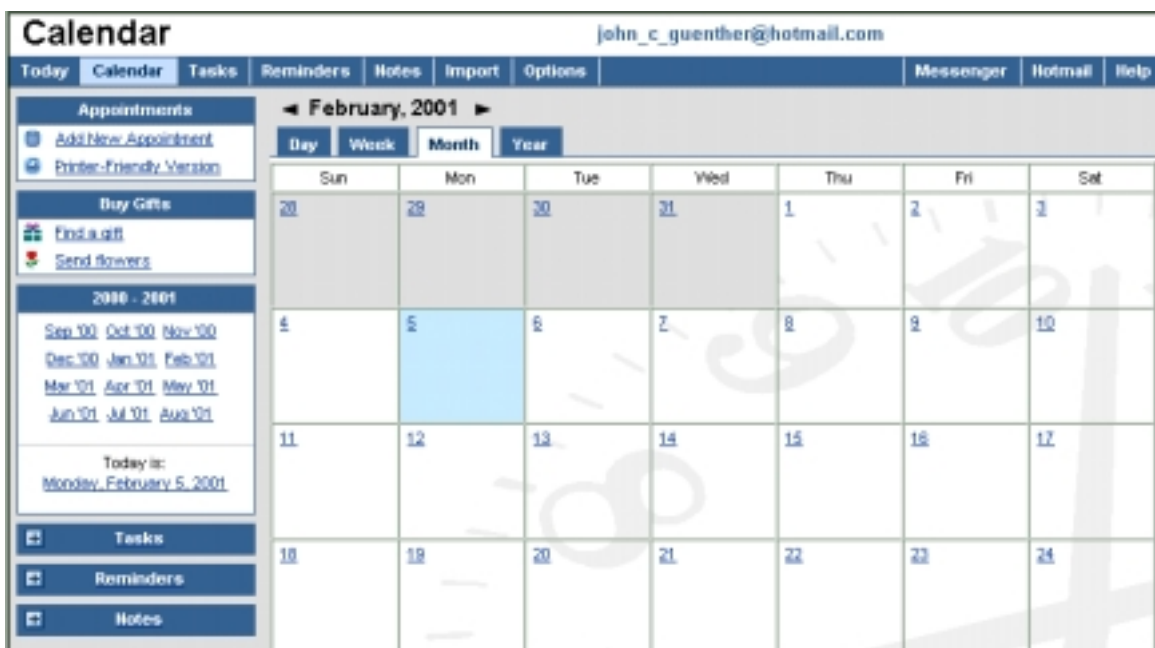 Calendar
john_c_guenther@hotmail.com
Today Calendar Tasks Reminders Notes Import Options Messenger Hotmail Help
Appointments
Add New Appointment
Printer-Friendly Version
Buy Gifts
Find a gift
Send flowers
2000 - 2001
Sep '00 Oct '00 Nov '00
Dec '00 Jan '01 Feb '01
Mar '01 Apr '01 May '01
Jun '01 Jul '01 Aug '01
Today is:
Monday, February 5, 2001
Tasks
Reminders
Notes
◄ February, 2001 ►
Day Week Month Year
Sun Mon Tue Wed Thu Fri Sat
28 29 30 31 1 2 3
4 5 6 7 8 9 10
11 12 13 14 15 16 17
18 19 20 21 22 23 24
10
9
8